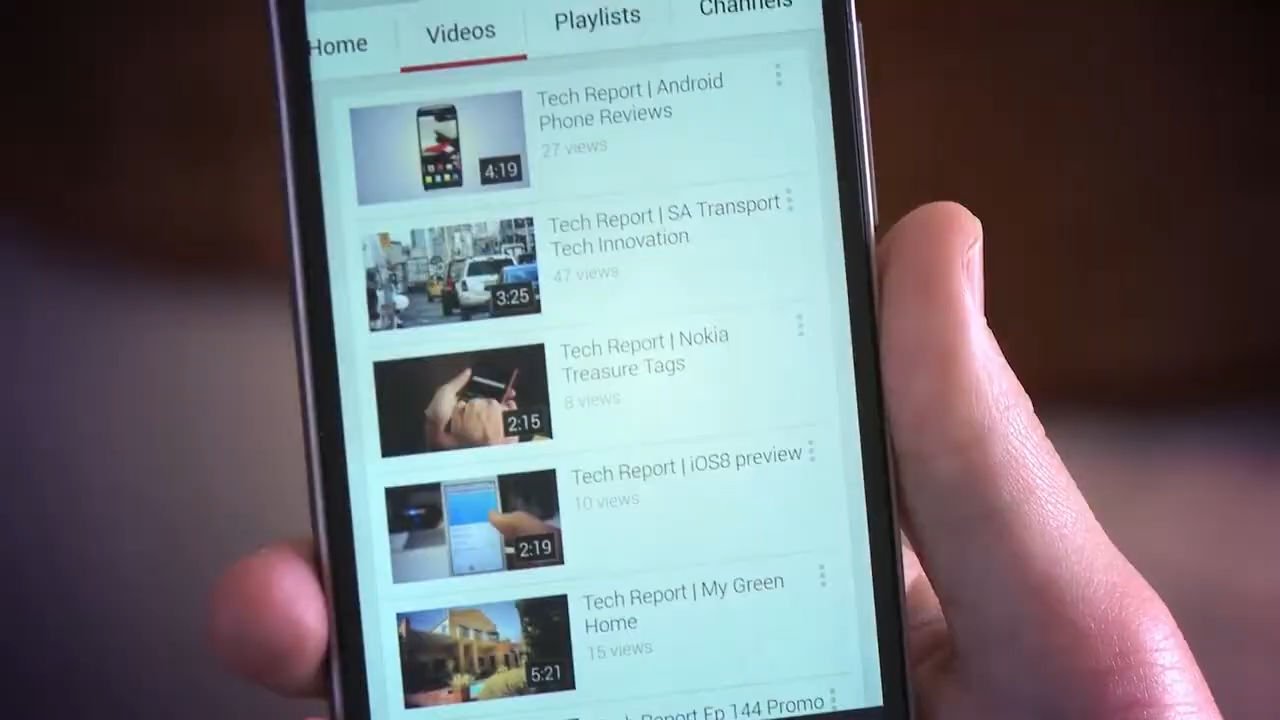 Home
Videos
Playlists
Channels
Tech Report | Android
Phone Reviews
27 views
4:19
Tech Report | SA Transport
Tech Innovation
47 views
3:25
Tech Report | Nokia
Treasure Tags
8 views
2:15
Tech Report | iOS8 preview
10 views
2:19
Tech Report | My Green
Home
15 views
5:21
Report Ep 144 Promo